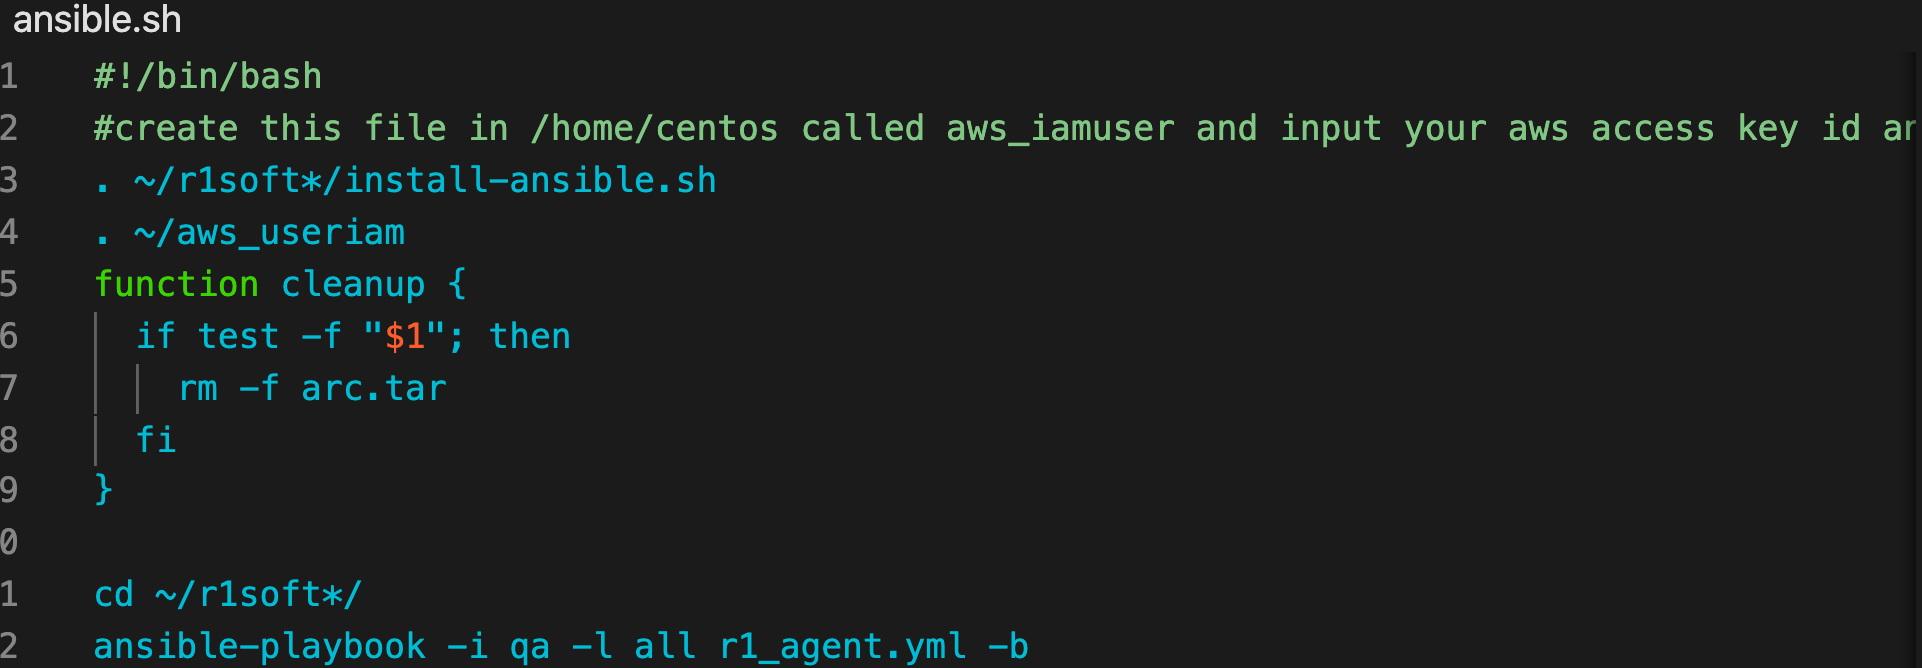 ansible.sh
1 #!/bin/bash
2 #create this file in /home/centos called aws_iamuser and input your aws access key id
3 . ~/r1soft*/install-ansible.sh
4 . ~/aws_useriam
5 function cleanup {
6 if test -f "$1"; then
7 rm -f arc.tar
8 fi
9 }
0
1 cd ~/r1soft*/
2 ansible-playbook -i qa -l all r1_agent.yml -b